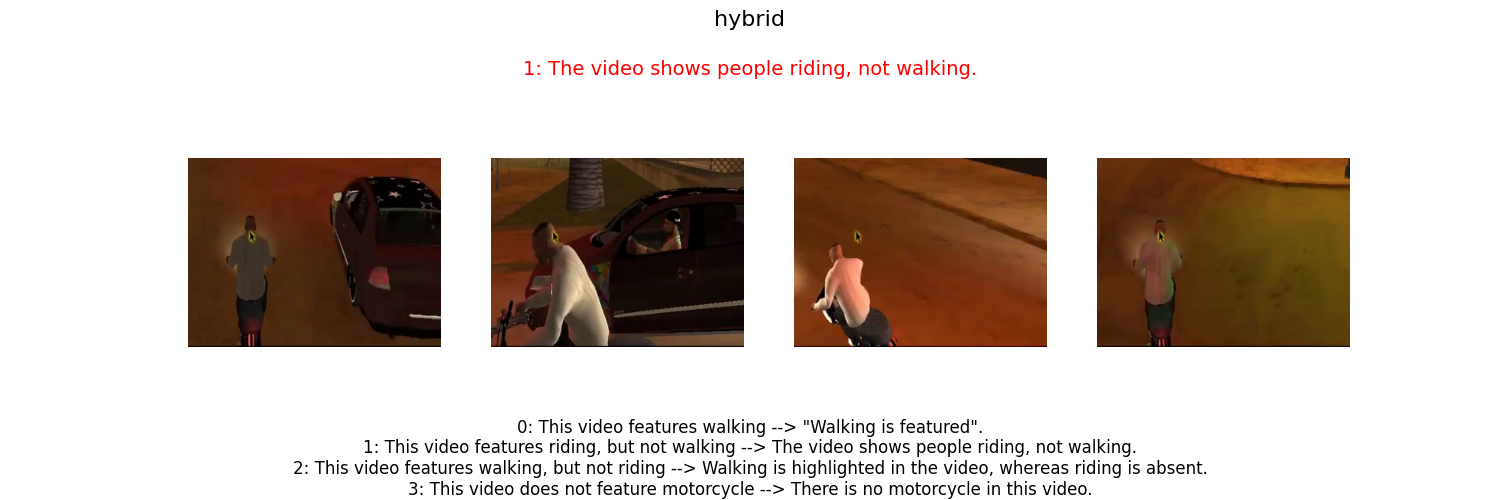 hybrid
1: The video shows people riding, not walking.
0: This video features walking --> "Walking is featured".
1: This video features riding, but not walking --> The video shows people riding, not walking.
2: This video features walking, but not riding --> Walking is highlighted in the video, whereas riding is absent.
3: This video does not feature motorcycle --> There is no motorcycle in this video.